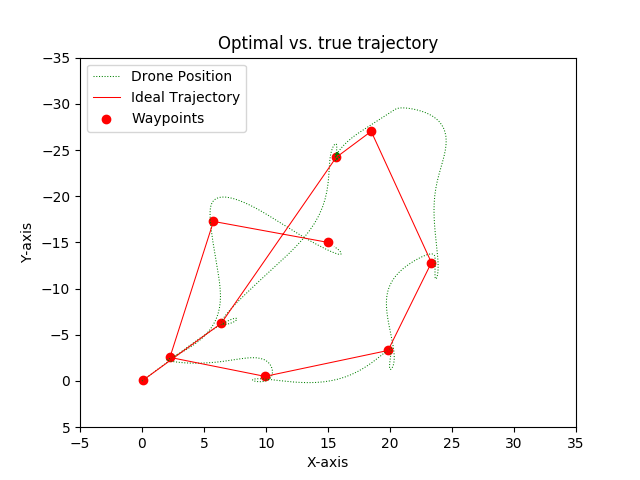 Optimal vs. true trajectory
Drone Position
Ideal Trajectory
Waypoints
−35
−30
−25
−20
−15
−10
−5
0
5
Y-axis
−5 0 5 10 15 20 25 30 35
X-axis